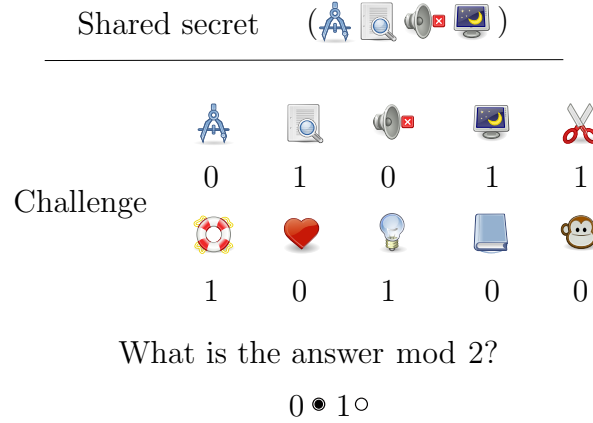 Shared secret ( )
0 1 0 1 1
Challenge
1 0 1 0 0
What is the answer mod 2?
0 1